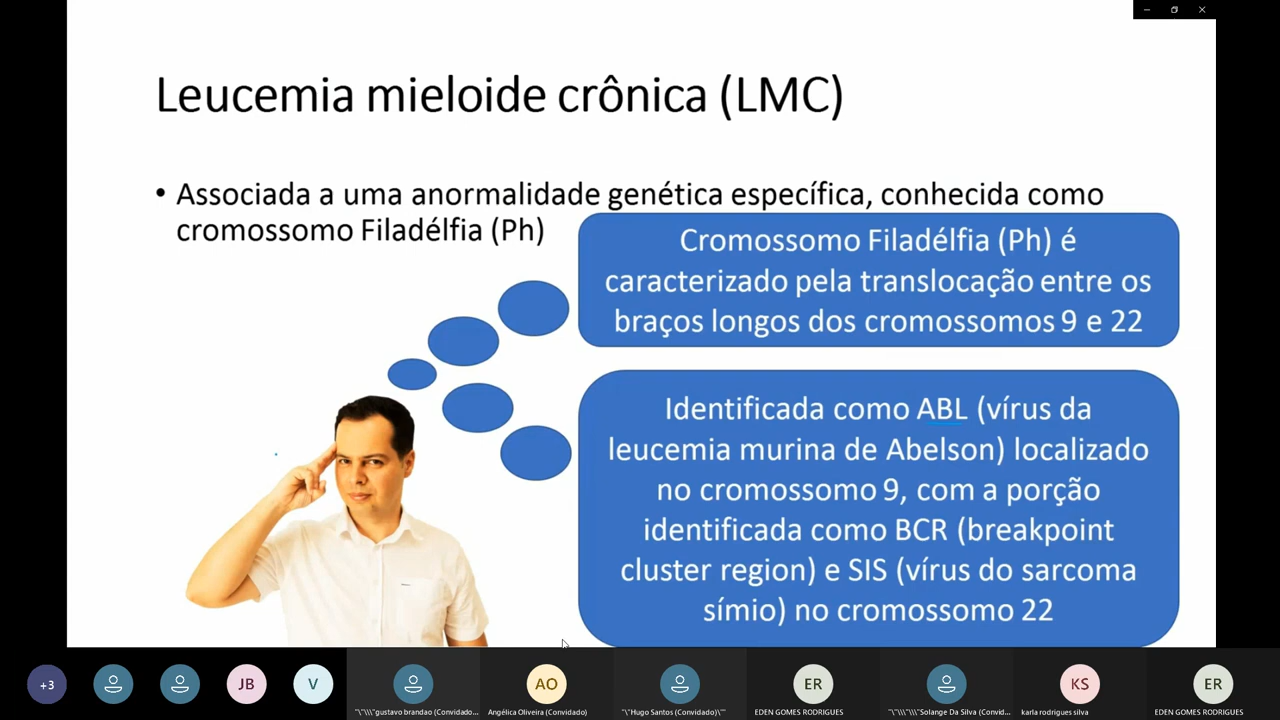 Leucemia mieloide crônica (LMC)
• Associada a uma anormalidade genética específica, conhecida como
cromossomo Filadélfia (Ph)
Cromossomo Filadélfia (Ph) é
caracterizado pela translocação entre os
braços longos dos cromossomos 9 e 22
Identificada como ABL (vírus da
leucemia murina de Abelson) localizado
no cromossomo 9, com a porção
identificada como BCR (breakpoint
cluster region) e SIS (vírus do sarcoma
símio) no cromossomo 22
+3
JB
V
AO
ER
KS
ER
"\"\\\"gustavo brandao (Convidado...
Angélica Oliveira (Convidado)
"\"Hugo Santos (Convidado)\""
EDEN GOMES RODRIGUES
"\"\\\"\\\"Solange Da Silva (Convid...
karla rodrigues silva
EDEN GOMES RODRIGUES